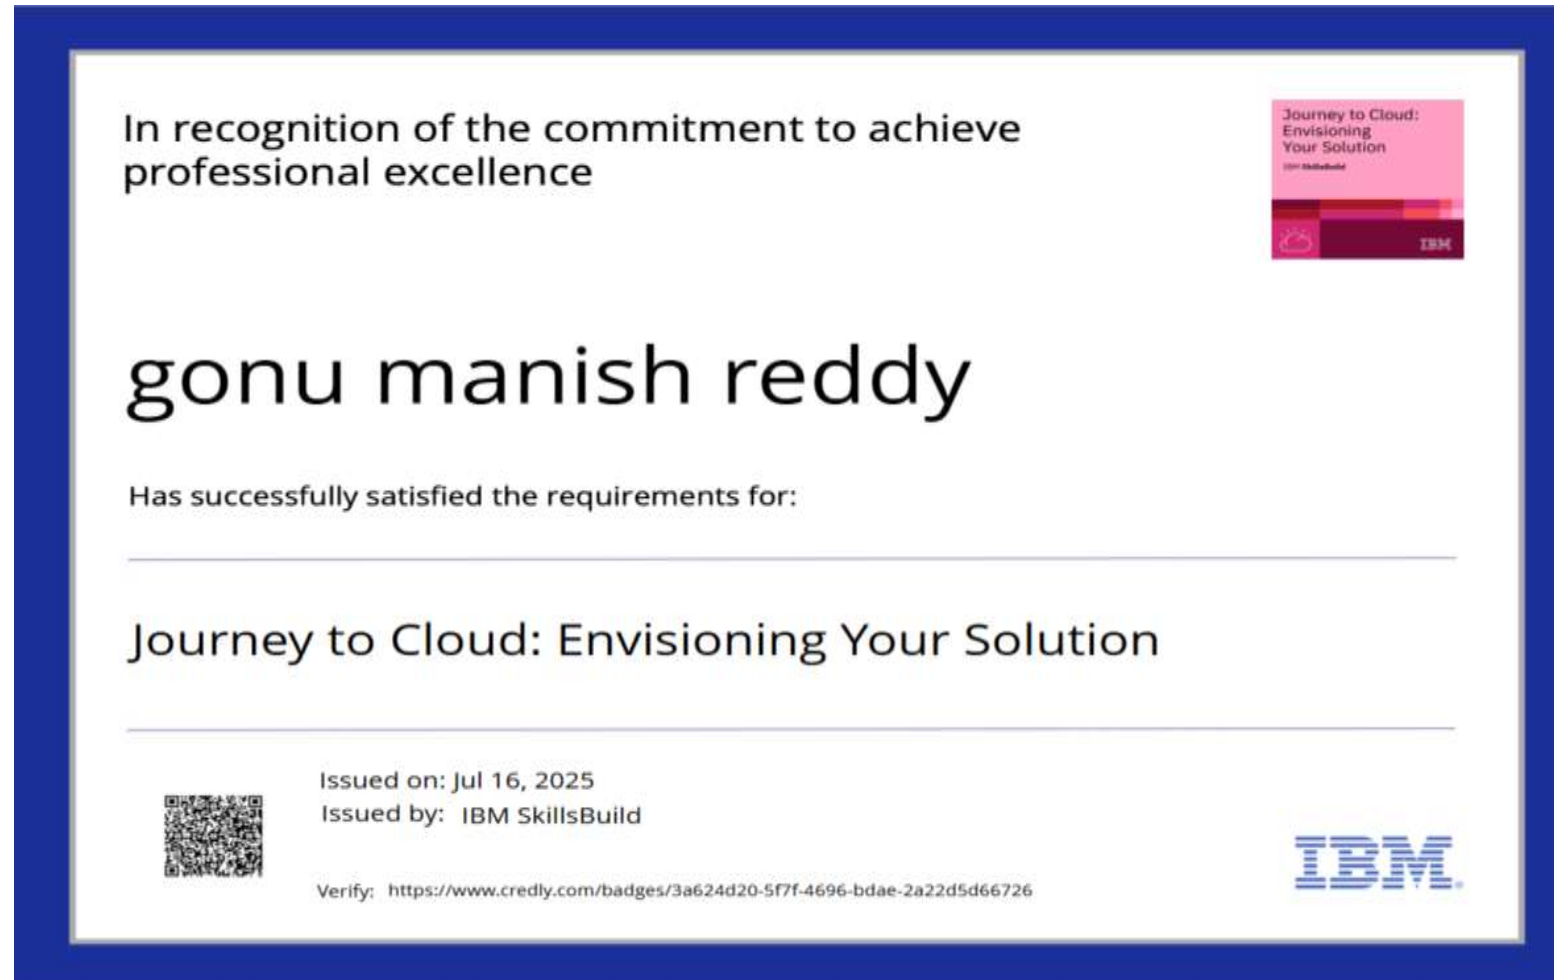 In recognition of the commitment to achieve
professional excellence
Journey to Cloud:
Envisioning
Your Solution
IBM SkillsBuild
IBM
gonu manish reddy
Has successfully satisfied the requirements for:
Journey to Cloud: Envisioning Your Solution
Issued on: Jul 16, 2025
Issued by: IBM SkillsBuild
Verify: https://www.credly.com/badges/3a624d20-5f7f-4696-bdae-2a22d5d66726
IBM.